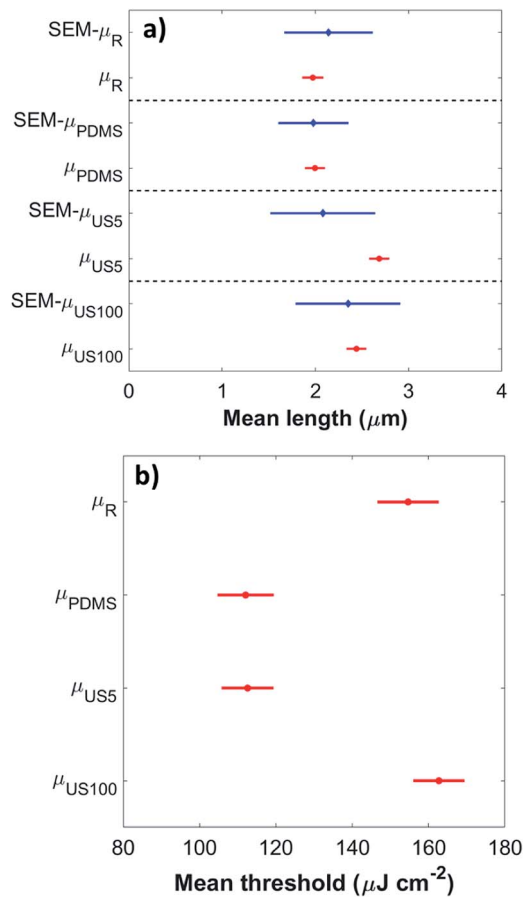 a)
SEM-μR
μR
SEM-μPDMS
μPDMS
SEM-μUS5
μUS5
SEM-μUS100
μUS100
0 1 2 3 4
Mean length (μm)
b)
μR
μPDMS
μUS5
μUS100
80 100 120 140 160 180
Mean threshold (μJ cm⁻²)